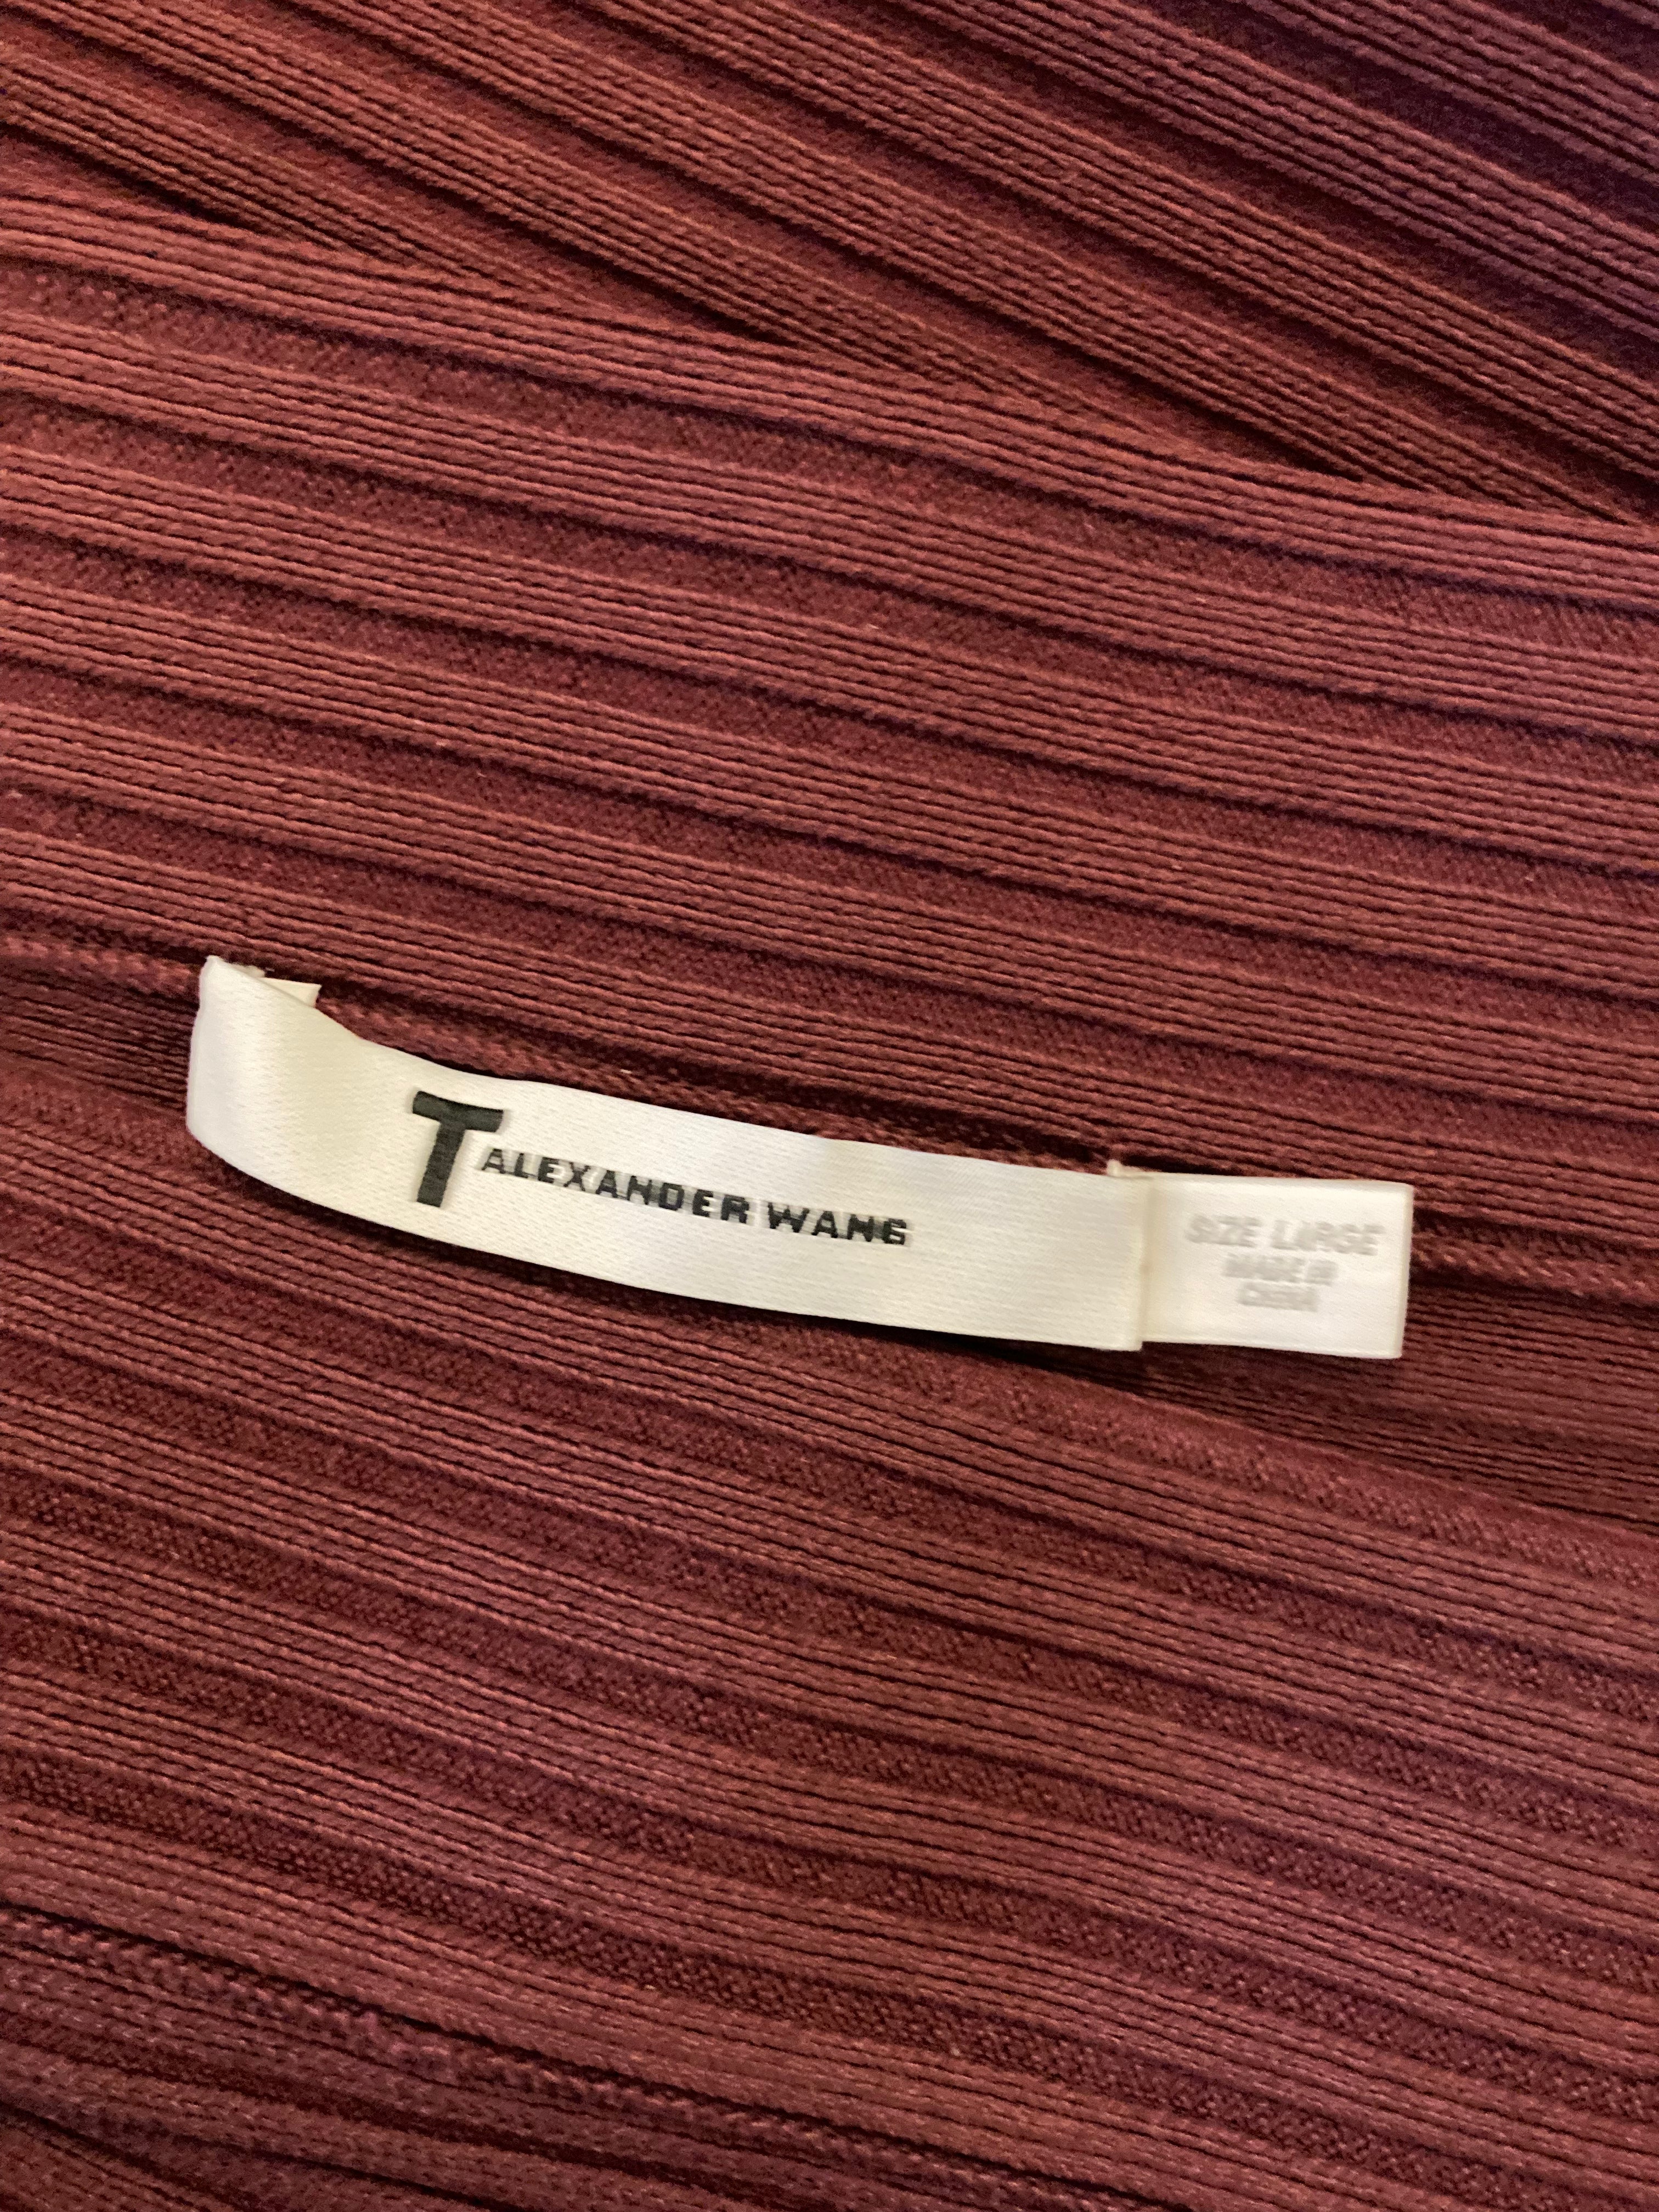 T ALEXANDER WANG
SIZE LARGE
MADE IN
CHINA